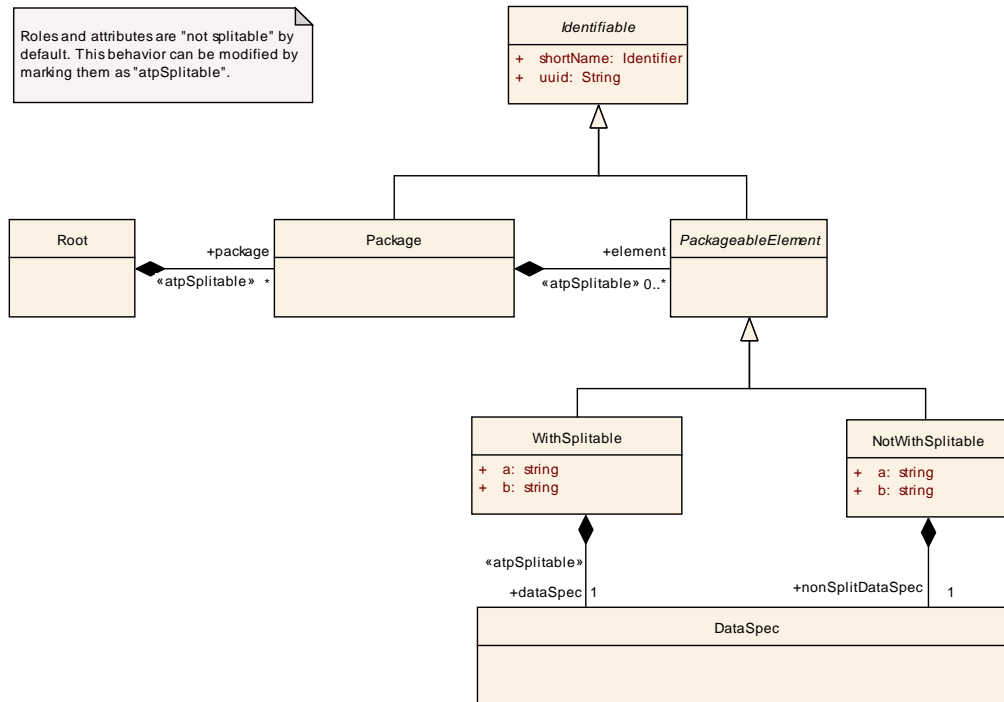 Roles and attributes are "not splitable" by
default. This behavior can be modified by
marking them as "atpSplitable".
Identifiable
+ shortName: Identifier
+ uuid: String
Root
Package
PackageableElement
+package
«atpSplitable» *
+element
«atpSplitable» 0..*
WithSplitable
+ a: string
+ b: string
NotWithSplitable
+ a: string
+ b: string
«atpSplitable»
+dataSpec 1
+nonSplitDataSpec 1
DataSpec